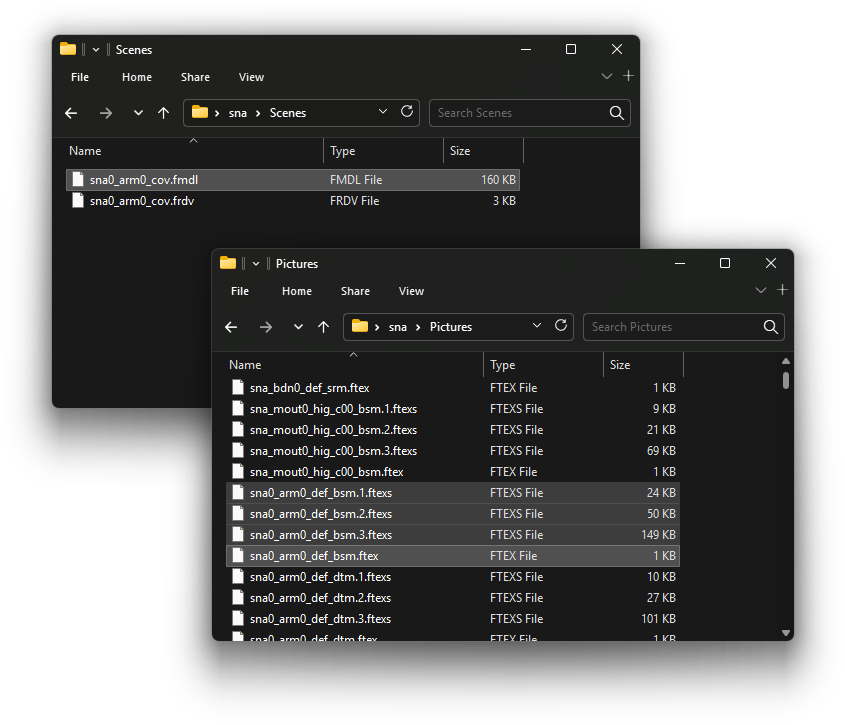 Scenes
File Home Share View
sna Scenes Search Scenes
Name Type Size
sna0_arm0_cov.fmdl FMDL File 160 KB
sna0_arm0_cov.frdv FRDV File 3 KB
Pictures
File Home Share View
sna Pictures Search Pictures
Name Type Size
sna_bdn0_def_srm.ftex FTEX File 1 KB
sna_mout0_hig_c00_bsm.1.ftexs FTEXS File 9 KB
sna_mout0_hig_c00_bsm.2.ftexs FTEXS File 21 KB
sna_mout0_hig_c00_bsm.3.ftexs FTEXS File 69 KB
sna_mout0_hig_c00_bsm.ftex FTEX File 1 KB
sna0_arm0_def_bsm.1.ftexs FTEXS File 24 KB
sna0_arm0_def_bsm.2.ftexs FTEXS File 50 KB
sna0_arm0_def_bsm.3.ftexs FTEXS File 149 KB
sna0_arm0_def_bsm.ftex FTEX File 1 KB
sna0_arm0_def_dtm.1.ftexs FTEXS File 10 KB
sna0_arm0_def_dtm.2.ftexs FTEXS File 27 KB
sna0_arm0_def_dtm.3.ftexs FTEXS File 101 KB
sna0_arm0_def_dtm.ftex FTEX File 1 KB